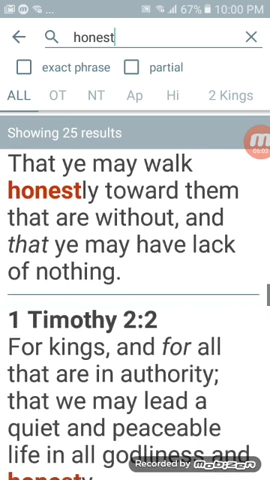 67% 10:00 PM
honest
exact phrase partial
ALL OT NT Ap Hi 2 Kings
Showing 25 results
06:03
That ye may walk
honestly toward them
that are without, and
that ye may have lack
of nothing.
1 Timothy 2:2
For kings, and for all
that are in authority;
that we may lead a
quiet and peaceable
life in all godliness and
honesty
Recorded by mobizen